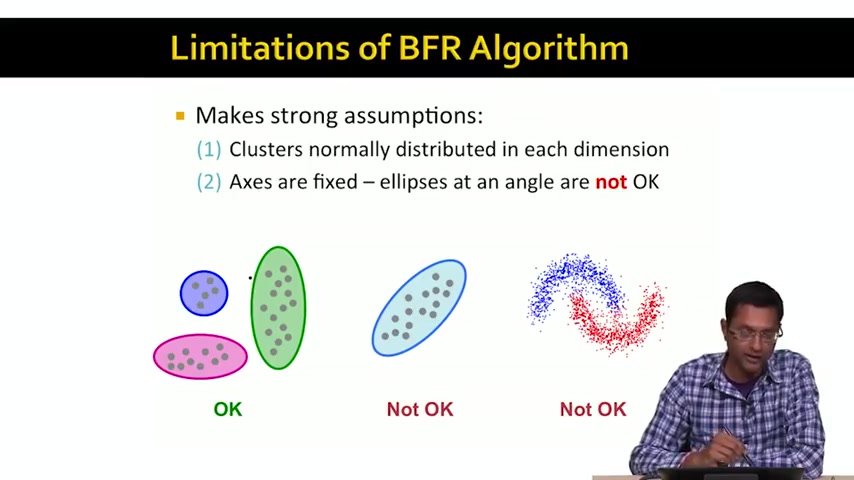 Limitations of BFR Algorithm
Makes strong assumptions:
(1) Clusters normally distributed in each dimension
(2) Axes are fixed – ellipses at an angle are not OK
OK
Not OK
Not OK